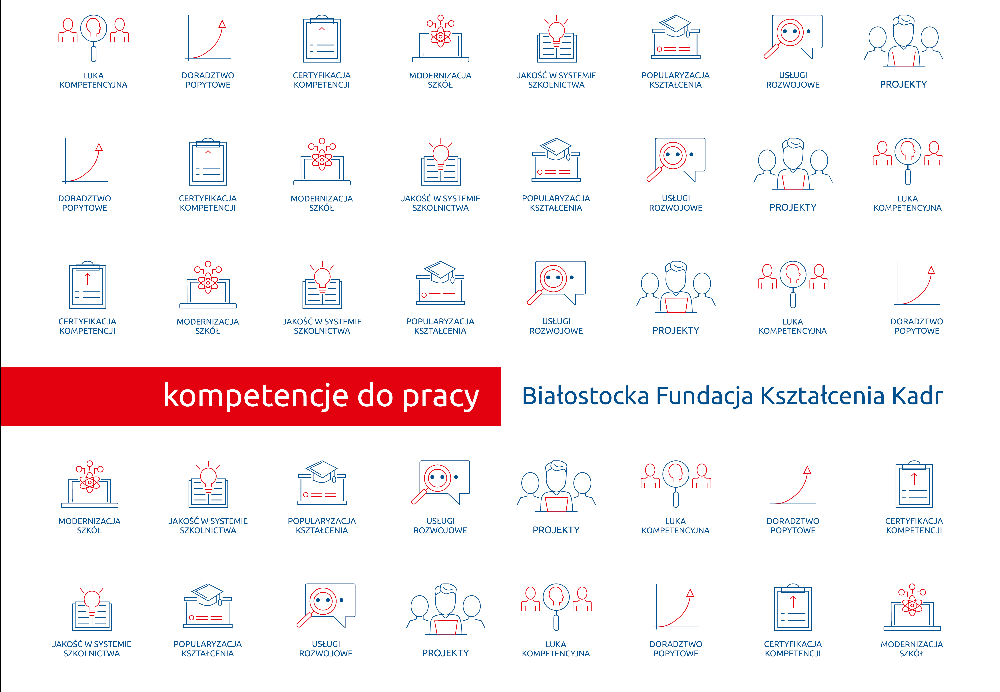 LUKA
KOMPETENCYJNA
DORADZTWO
POPYTOWE
CERTYFIKACJA
KOMPETENCJI
MODERNIZACJA
SZKÓŁ
JAKOŚĆ W SYSTEMIE
SZKOLNICTWA
POPULARYZACJA
KSZTAŁCENIA
USŁUGI
ROZWOJOWE
PROJEKTY
DORADZTWO
POPYTOWE
CERTYFIKACJA
KOMPETENCJI
MODERNIZACJA
SZKÓŁ
JAKOŚĆ W SYSTEMIE
SZKOLNICTWA
POPULARYZACJA
KSZTAŁCENIA
USŁUGI
ROZWOJOWE
PROJEKTY
LUKA
KOMPETENCYJNA
CERTYFIKACJA
KOMPETENCJI
MODERNIZACJA
SZKÓŁ
JAKOŚĆ W SYSTEMIE
SZKOLNICTWA
POPULARYZACJA
KSZTAŁCENIA
USŁUGI
ROZWOJOWE
PROJEKTY
LUKA
KOMPETENCYJNA
DORADZTWO
POPYTOWE
kompetencje do pracy
Białostocka Fundacja Kształcenia Kadr
MODERNIZACJA
SZKÓŁ
JAKOŚĆ W SYSTEMIE
SZKOLNICTWA
POPULARYZACJA
KSZTAŁCENIA
USŁUGI
ROZWOJOWE
PROJEKTY
LUKA
KOMPETENCYJNA
DORADZTWO
POPYTOWE
CERTYFIKACJA
KOMPETENCJI
JAKOŚĆ W SYSTEMIE
SZKOLNICTWA
POPULARYZACJA
KSZTAŁCENIA
USŁUGI
ROZWOJOWE
PROJEKTY
LUKA
KOMPETENCYJNA
DORADZTWO
POPYTOWE
CERTYFIKACJA
KOMPETENCJI
MODERNIZACJA
SZKÓŁ